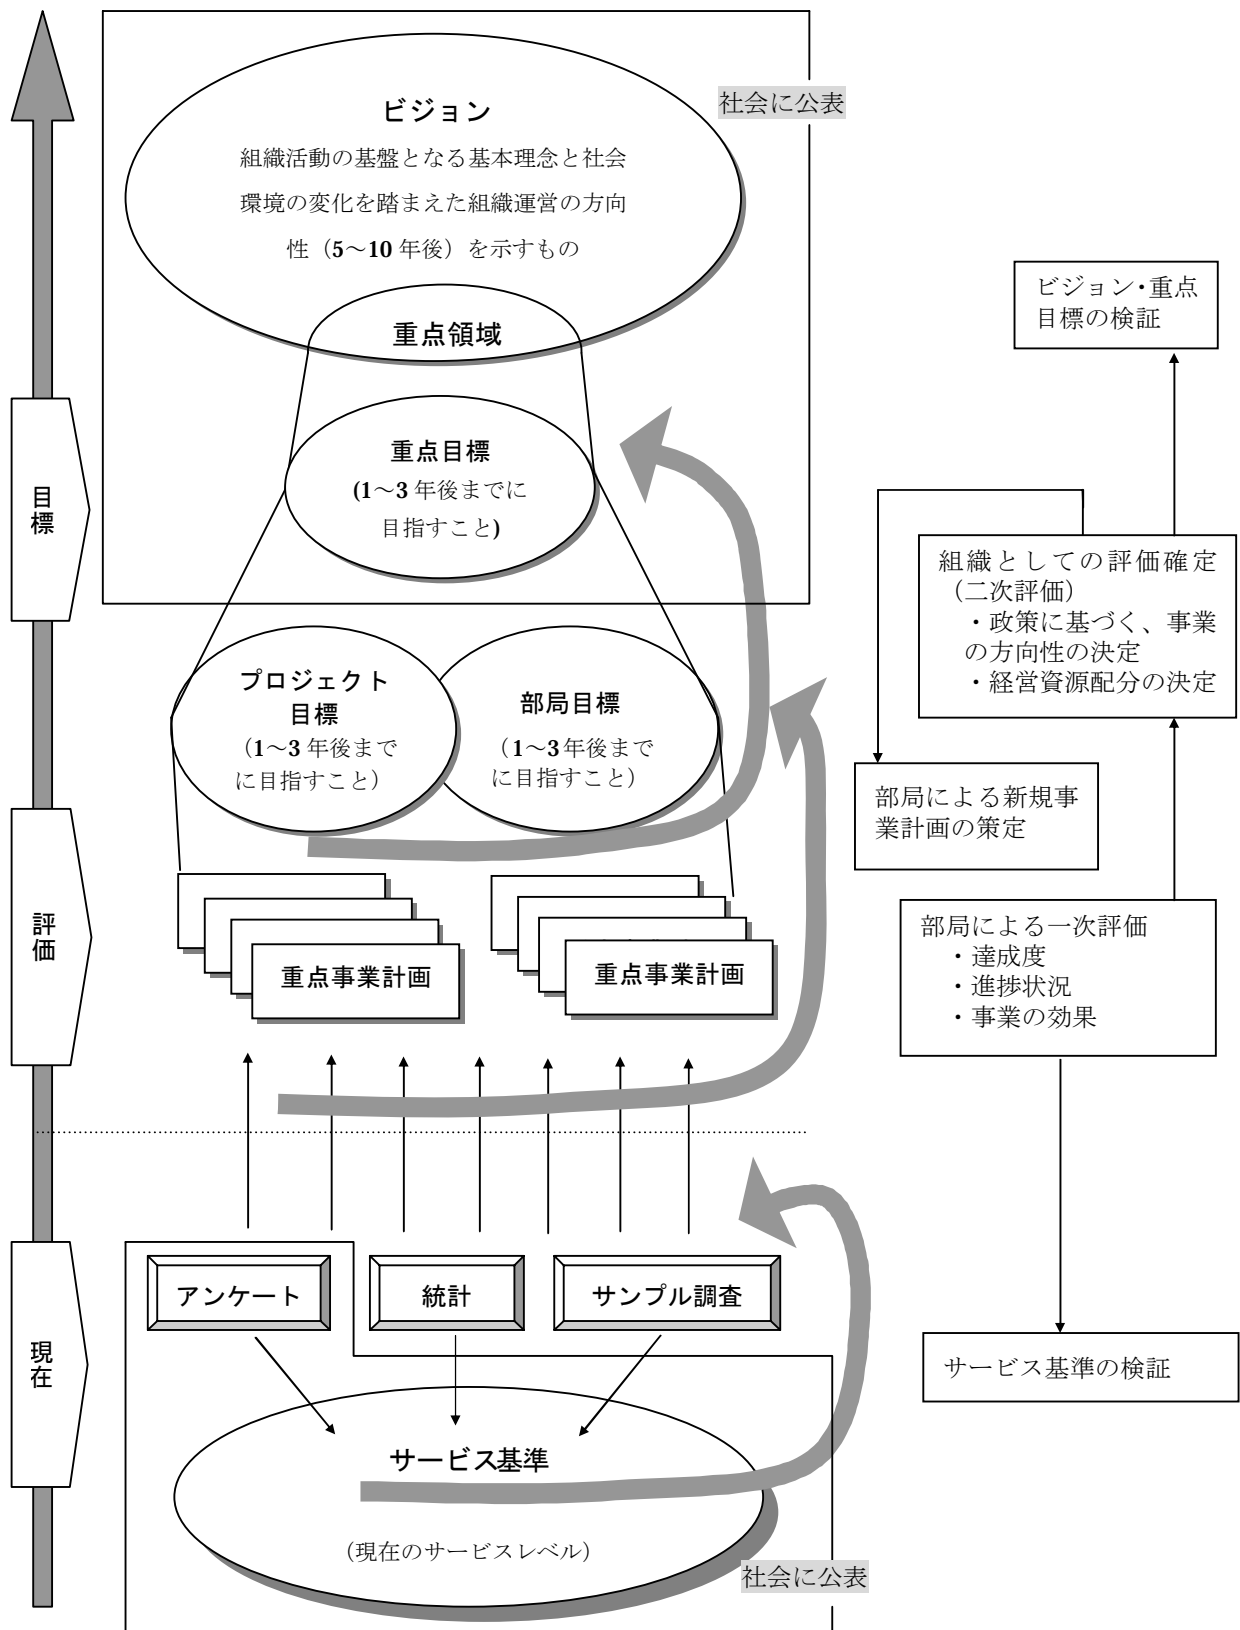 社会に公表
ビジョン
組織活動の基盤となる基本理念と社会
環境の変化を踏まえた組織運営の方向
性（5～10 年後）を示すもの
重点領域
重点目標
(1～3 年後までに
目指すこと)
目標
プロジェクト
目標
（1～3 年後まで
に目指すこと）
部局目標
（1～3 年後まで
に目指すこと）
評価
重点事業計画
重点事業計画
現在
アンケート
統計
サンプル調査
サービス基準
（現在のサービスレベル）
社会に公表
ビジョン・重点
目標の検証
組織としての評価確定
（二次評価）
・政策に基づく、事業
の方向性の決定
・経営資源配分の決定
部局による新規事
業計画の策定
部局による一次評価
・達成度
・進捗状況
・事業の効果
サービス基準の検証